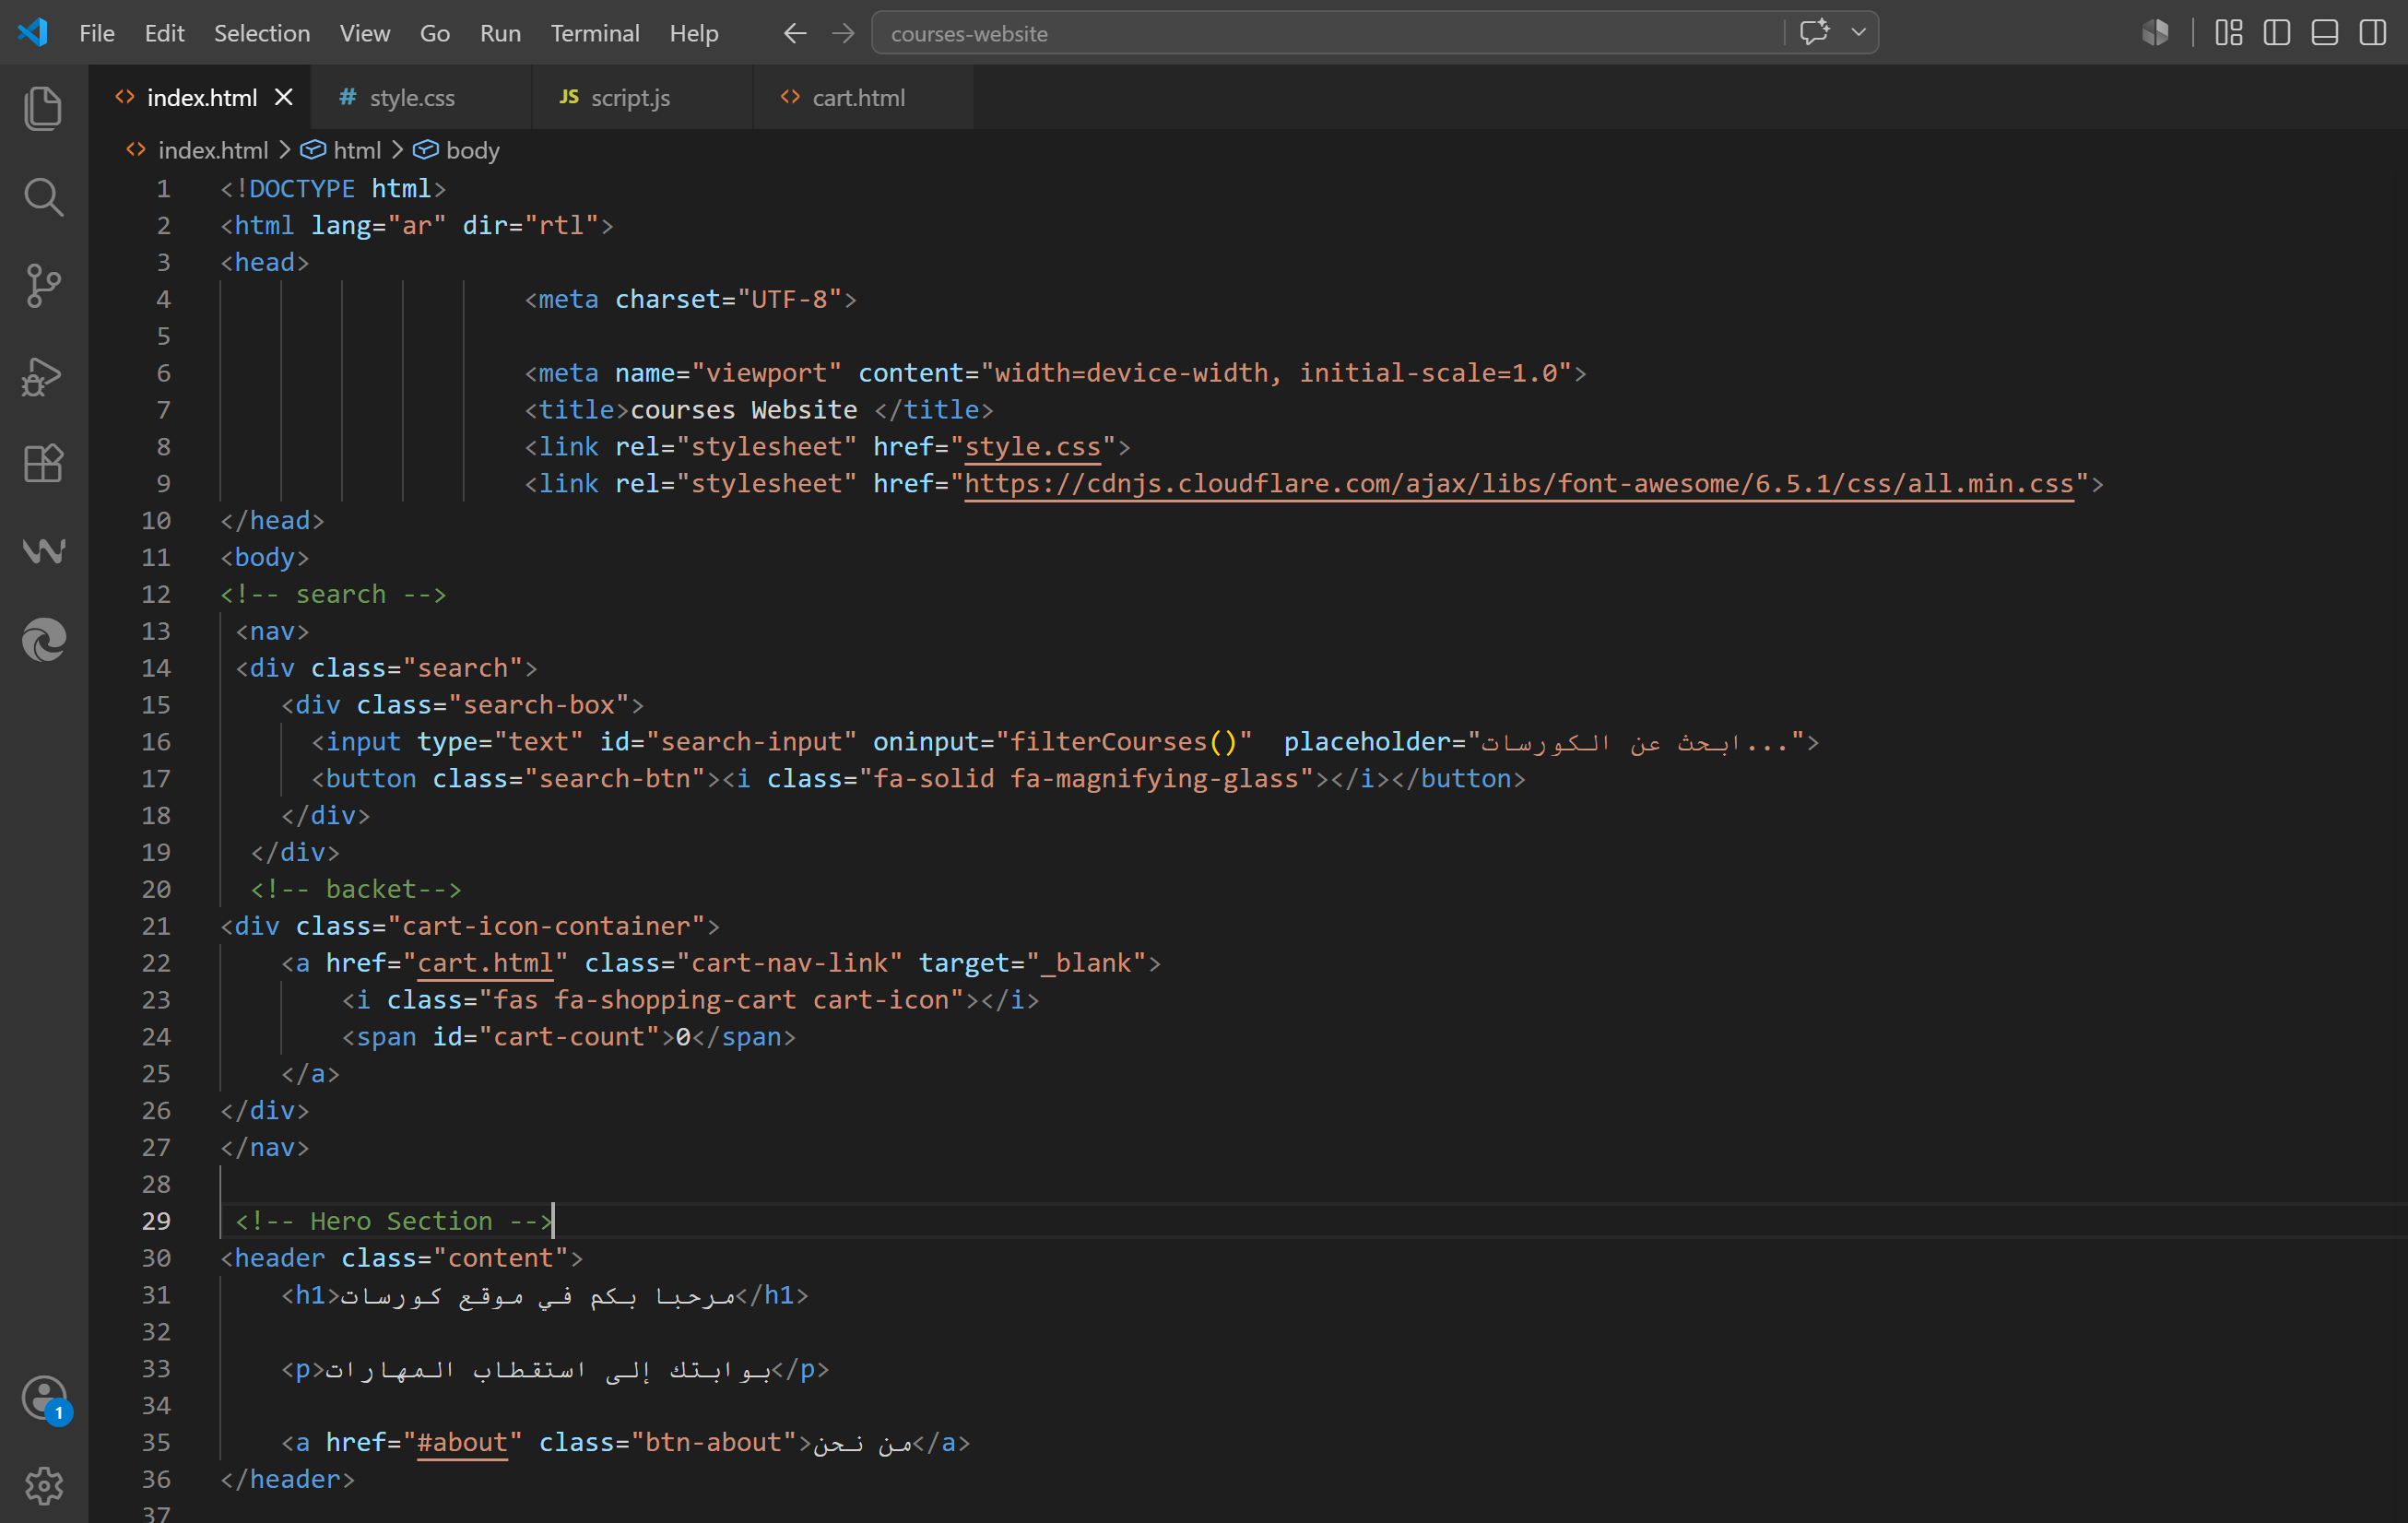 File Edit Selection View Go Run Terminal Help courses-website
index.html style.css JS script.js cart.html
index.html > html > body
1 <!DOCTYPE html>
2 <html lang="ar" dir="rtl">
3 <head>
4 <meta charset="UTF-8">
5
6 <meta name="viewport" content="width=device-width, initial-scale=1.0">
7 <title>courses Website </title>
8 <link rel="stylesheet" href="style.css">
9 <link rel="stylesheet" href="https://cdnjs.cloudflare.com/ajax/libs/font-awesome/6.5.1/css/all.min.css">
10 </head>
11 <body>
12 <!-- search -->
13 <nav>
14 <div class="search">
15 <div class="search-box">
16 <input type="text" id="search-input" oninput="filterCourses()"  placeholder="ابحث عن الكورسات...">
17 <button class="search-btn"><i class="fa-solid fa-magnifying-glass"></i></button>
18 </div>
19 </div>
20 <!-- backet-->
21 <div class="cart-icon-container">
22 <a href="cart.html" class="cart-nav-link" target="_blank">
23 <i class="fas fa-shopping-cart cart-icon"></i>
24 <span id="cart-count">0</span>
25 </a>
26 </div>
27 </nav>
28
29 <!-- Hero Section -->
30 <header class="content">
31 <h1>مرحبا بكم في موقع كورسات</h1>
32
33 <p>بوابتك إلى استقطاب المهارات</p>
34
35 <a href="#about" class="btn-about">من نحن</a>
36 </header>
37
1